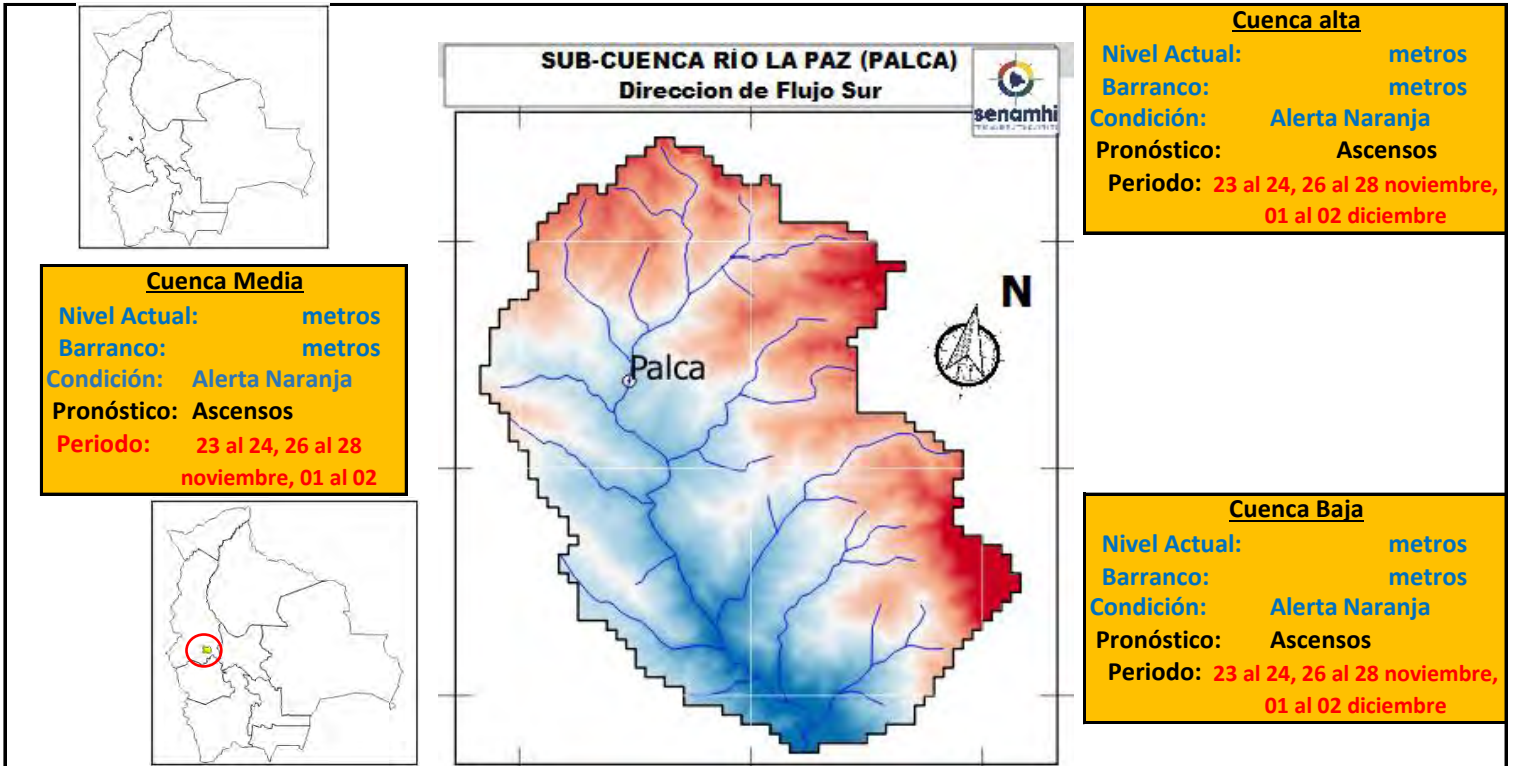 SUB-CUENCA RÍO LA PAZ (PALCA)
Direccion de Flujo Sur
senamhi
Cuenca alta
Nivel Actual: metros
Barranco: metros
Condición: Alerta Naranja
Pronóstico: Ascensos
Periodo: 23 al 24, 26 al 28 noviembre,
01 al 02 diciembre
Cuenca Media
Nivel Actual: metros
Barranco: metros
Condición: Alerta Naranja
Pronóstico: Ascensos
Periodo: 23 al 24, 26 al 28
noviembre, 01 al 02
N
Palca
Cuenca Baja
Nivel Actual: metros
Barranco: metros
Condición: Alerta Naranja
Pronóstico: Ascensos
Periodo: 23 al 24, 26 al 28 noviembre,
01 al 02 diciembre